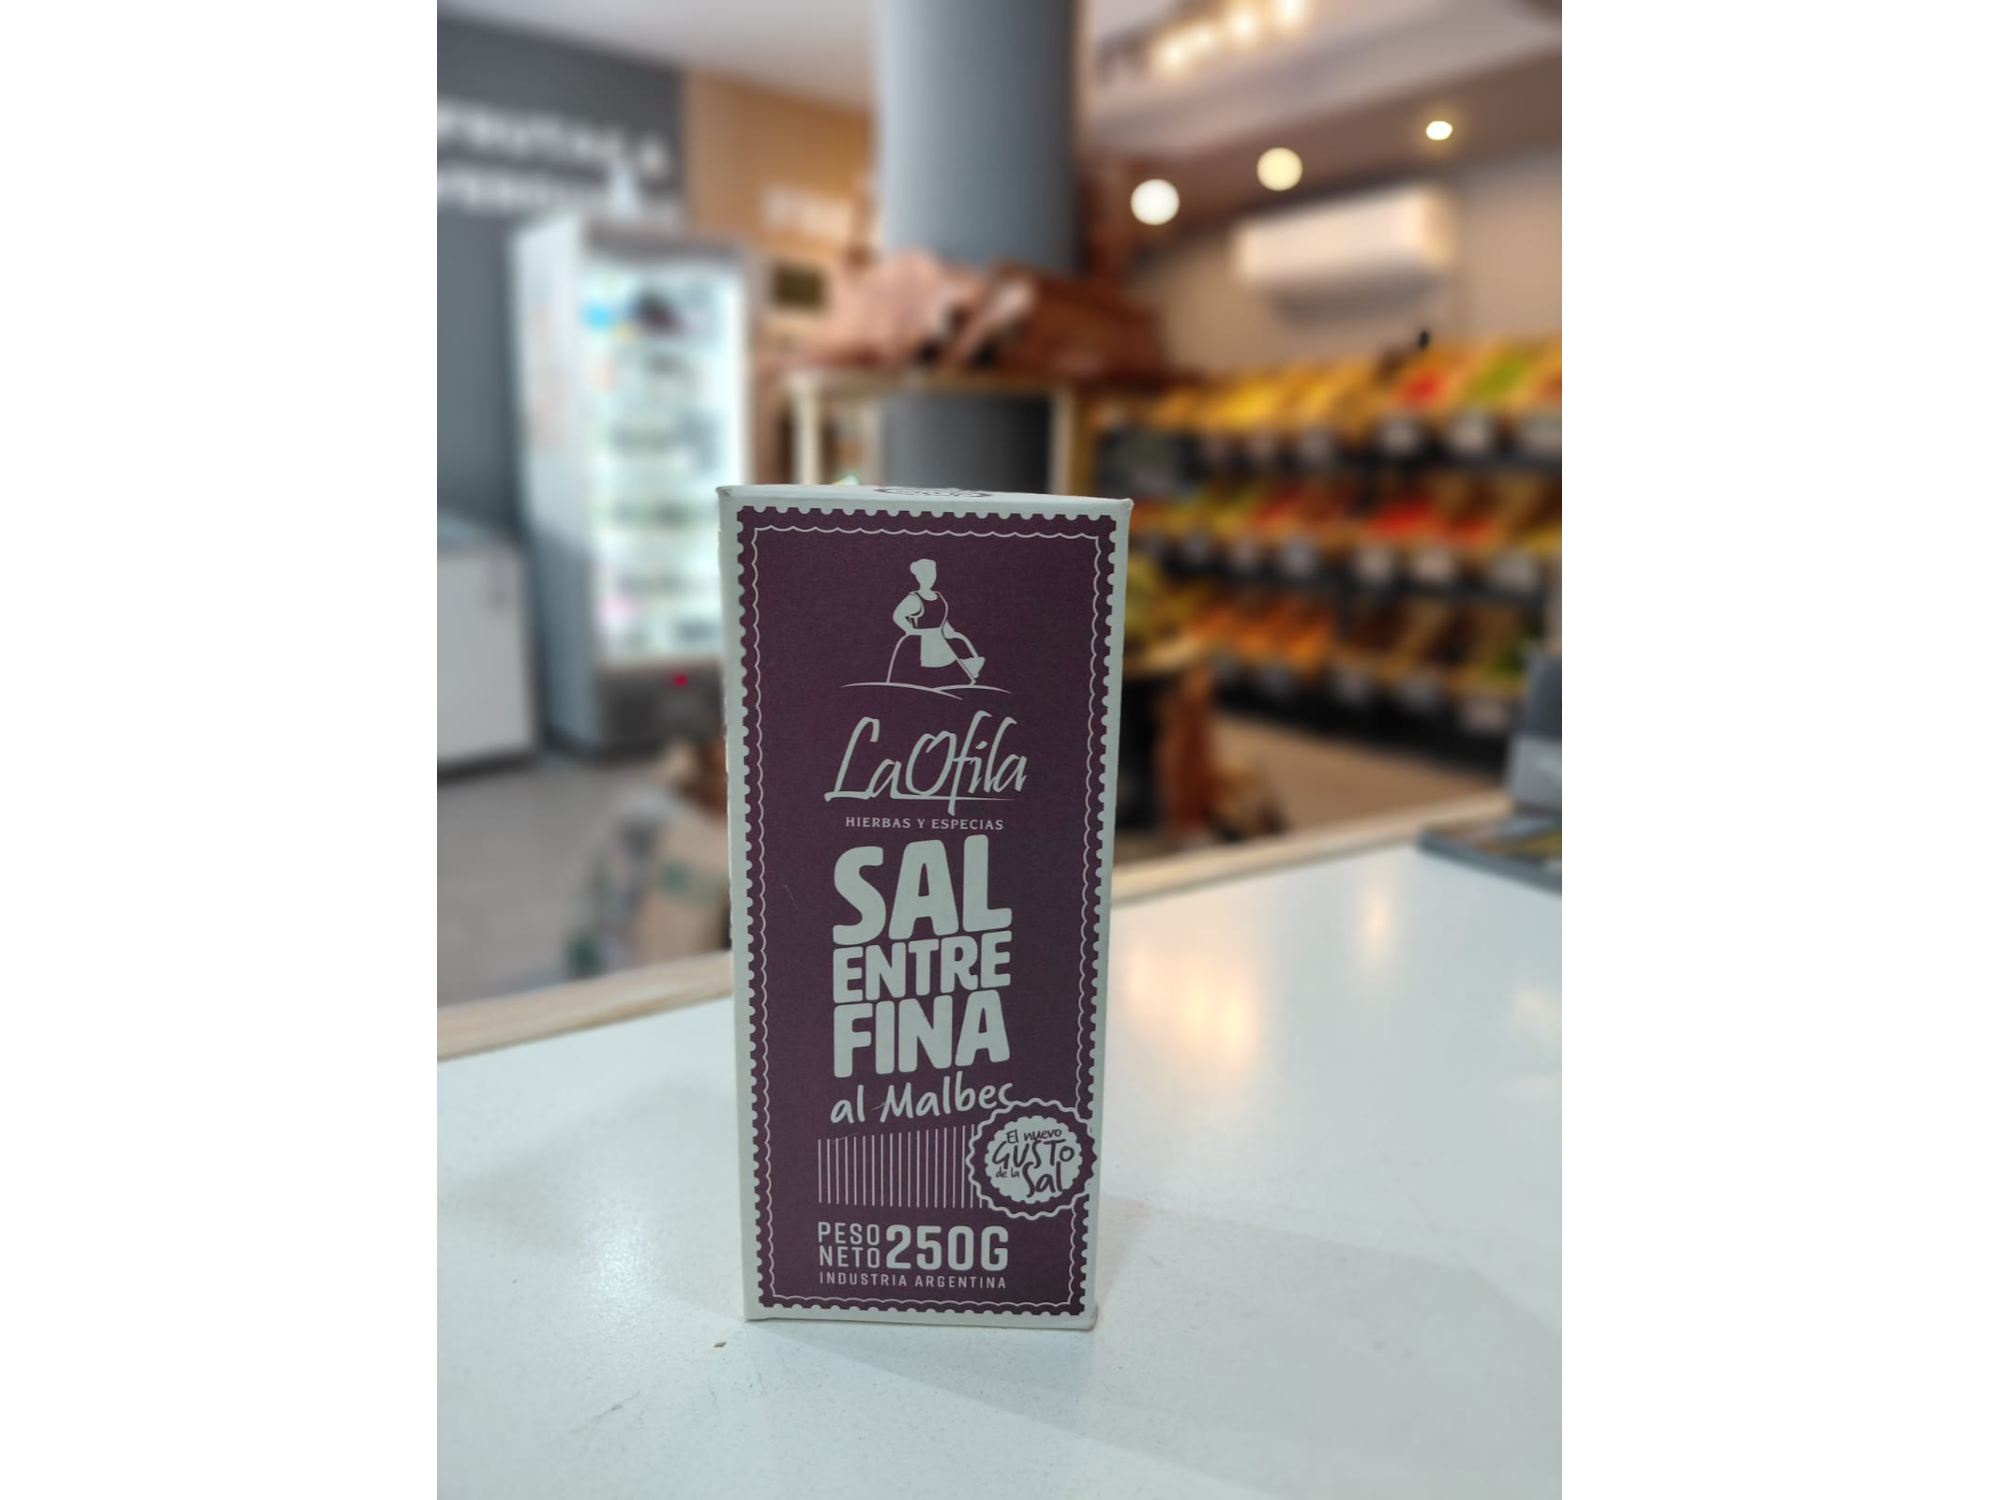 LaOfila
HIERBAS Y ESPECIAS
SAL
ENTRE
FINA
al Malbec
El nuevo
GUSTO
de la
Sal
PESO
NETO
250G
INDUSTRIA ARGENTINA